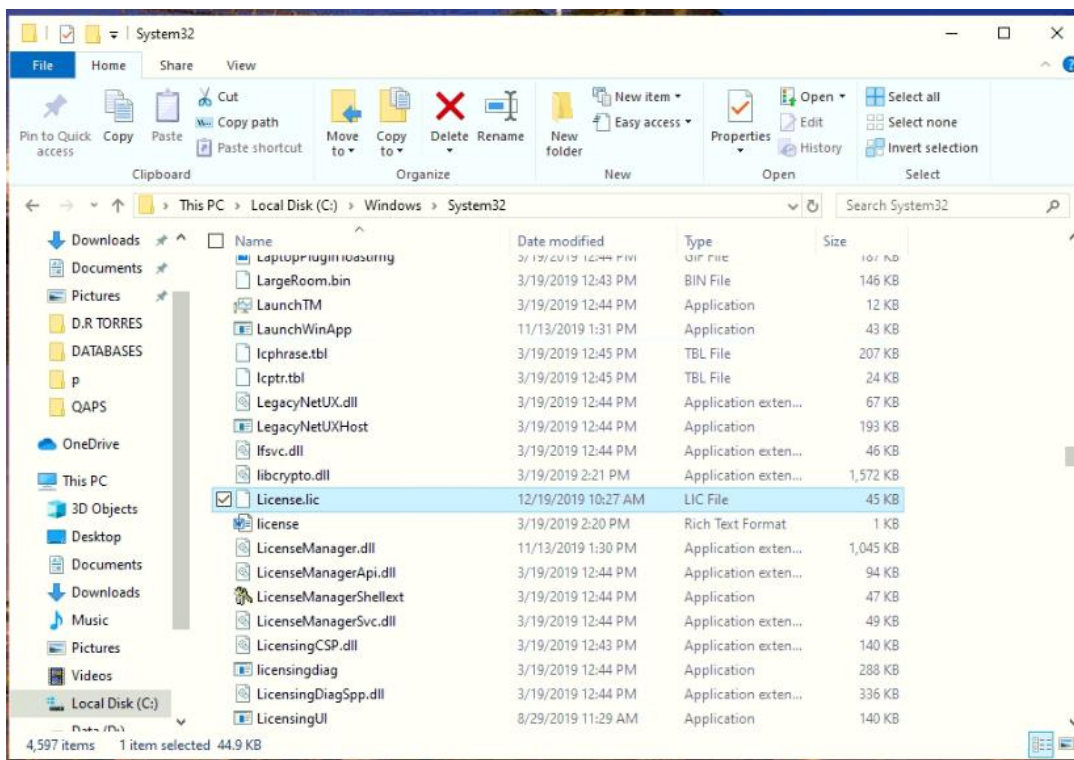 System32
File Home Share View
Pin to Quick access
Copy
Paste
Cut
Copy path
Paste shortcut
Move to
Copy to
Delete
Rename
New folder
New item
Easy access
Properties
Open
Edit
History
Select all
Select none
Invert selection
Clipboard Organize New Open Select
This PC > Local Disk (C:) > Windows > System32
Search System32
Downloads
Documents
Pictures
D.R TORRES
DATABASES
p
QAPS
OneDrive
This PC
3D Objects
Desktop
Documents
Downloads
Music
Pictures
Videos
Local Disk (C:)
Data (D:)
Name Date modified Type Size
LaptopPluginToastImg 3/19/2019 12:44 PM GIF File 187 KB
LargeRoom.bin 3/19/2019 12:43 PM BIN File 146 KB
LaunchTM 3/19/2019 12:44 PM Application 12 KB
LaunchWinApp 11/13/2019 1:31 PM Application 43 KB
lcphrase.tbl 3/19/2019 12:45 PM TBL File 207 KB
lcptr.tbl 3/19/2019 12:45 PM TBL File 24 KB
LegacyNetUX.dll 3/19/2019 12:44 PM Application exten... 67 KB
LegacyNetUXHost 3/19/2019 12:44 PM Application 193 KB
lfsvc.dll 3/19/2019 12:44 PM Application exten... 46 KB
libcrypto.dll 3/19/2019 2:21 PM Application exten... 1,572 KB
License.lic 12/19/2019 10:27 AM LIC File 45 KB
license 3/19/2019 2:20 PM Rich Text Format 1 KB
LicenseManager.dll 11/13/2019 1:30 PM Application exten... 1,045 KB
LicenseManagerApi.dll 3/19/2019 12:44 PM Application exten... 94 KB
LicenseManagerShellext 3/19/2019 12:44 PM Application 47 KB
LicenseManagerSvc.dll 3/19/2019 12:44 PM Application exten... 49 KB
LicensingCSP.dll 3/19/2019 12:43 PM Application exten... 140 KB
licensingdiag 3/19/2019 12:44 PM Application 288 KB
LicensingDiagSpp.dll 3/19/2019 12:44 PM Application exten... 336 KB
LicensingUI 8/29/2019 11:29 AM Application 140 KB
4,597 items 1 item selected 44.9 KB